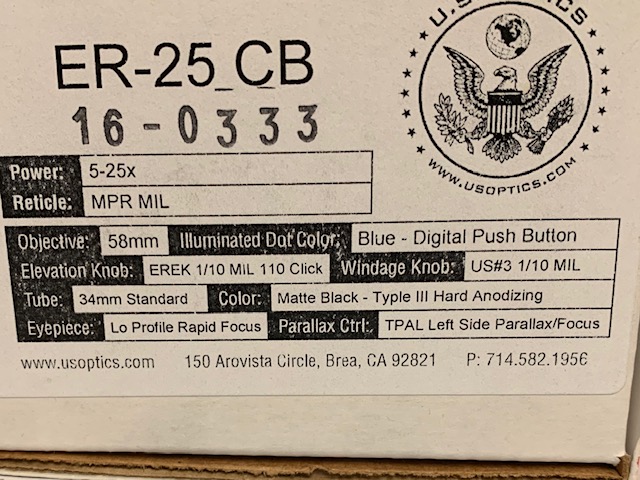 U.S. OPTICS
WWW.USOPTICS.COM
ER-25_CB
16-0333
Power: 5-25x
Reticle: MPR MIL
Objective: 58mm Illuminated Dot Color: Blue - Digital Push Button
Elevation Knob: EREK 1/10 MIL 110 Click Windage Knob: US#3 1/10 MIL
Tube: 34mm Standard Color: Matte Black - Typle III Hard Anodizing
Eyepiece: Lo Profile Rapid Focus Parallax Ctrl: TPAL Left Side Parallax/Focus
www.usoptics.com 150 Arovista Circle, Brea, CA 92821 P: 714.582.1956